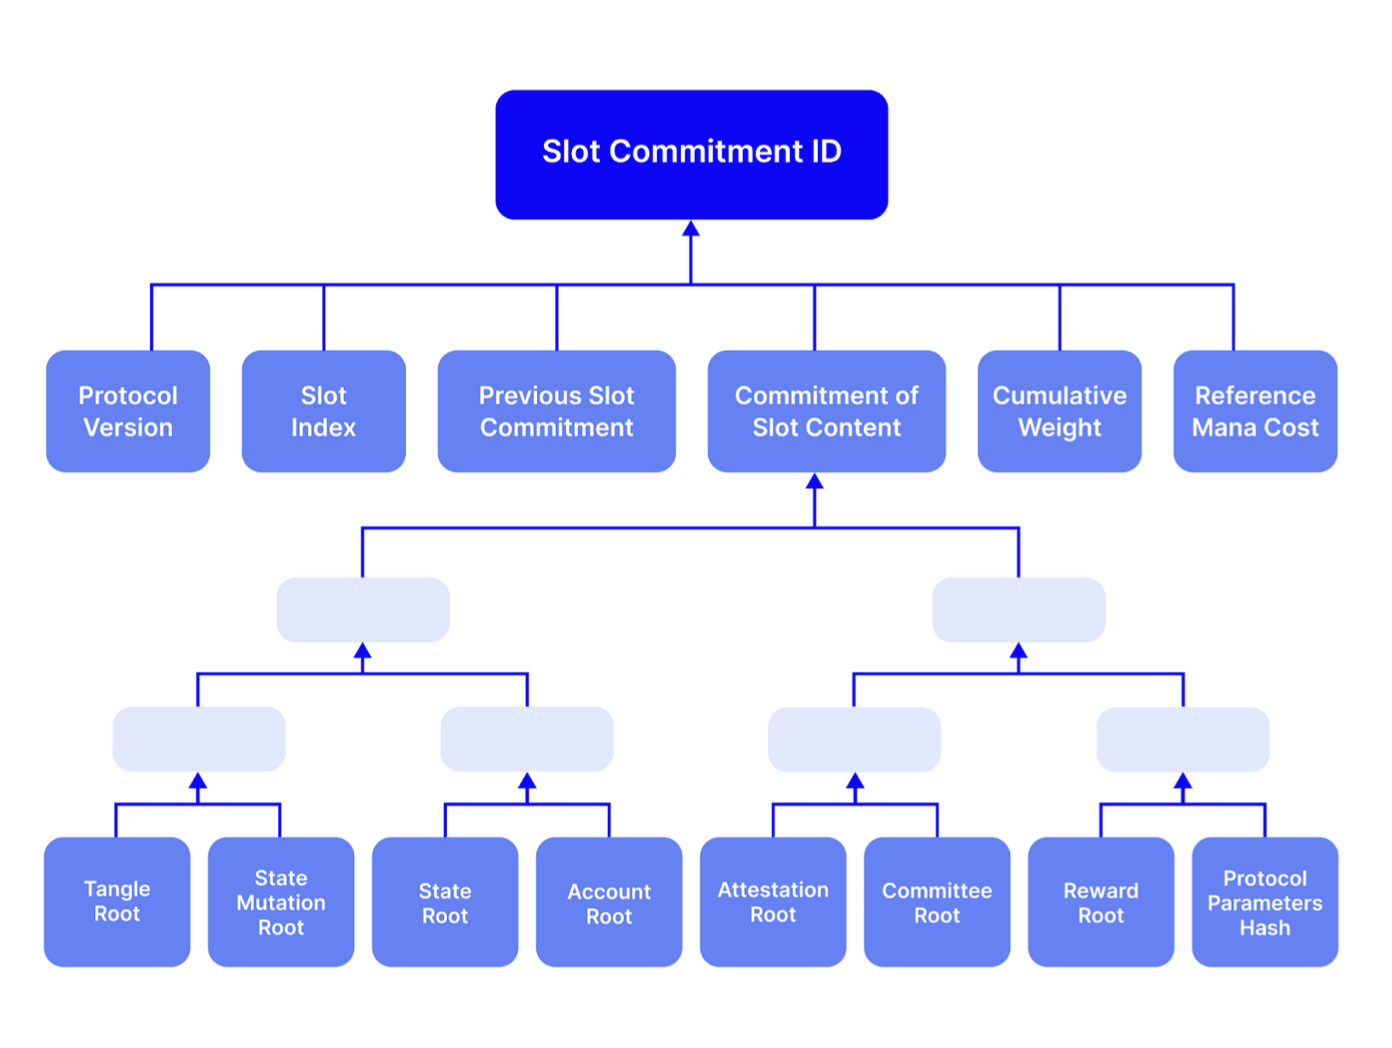 Slot Commitment ID
Protocol
Version
Slot
Index
Previous Slot
Commitment
Commitment of
Slot Content
Cumulative
Weight
Reference
Mana Cost
Tangle
Root
State
Mutation
Root
State
Root
Account
Root
Attestation
Root
Committee
Root
Reward
Root
Protocol
Parameters
Hash